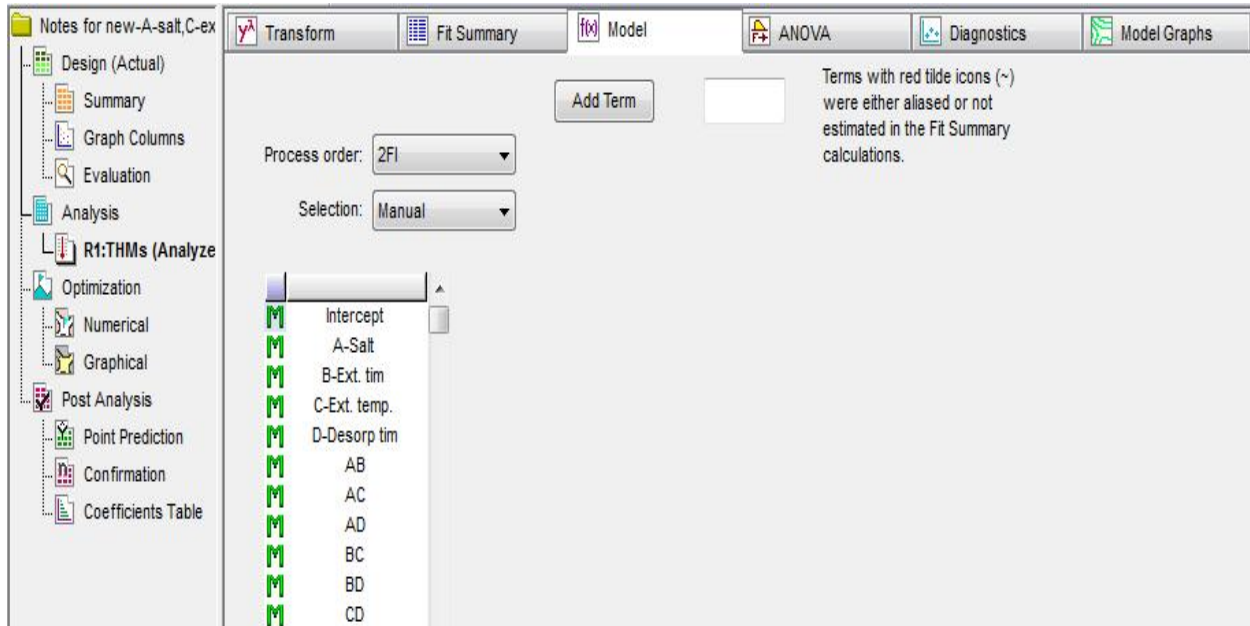 Notes for new-A-salt,C-ex
Design (Actual)
Summary
Graph Columns
Evaluation
Analysis
R1:THMs (Analyze
Optimization
Numerical
Graphical
Post Analysis
Point Prediction
Confirmation
Coefficients Table
Transform
Fit Summary
Model
ANOVA
Diagnostics
Model Graphs
Add Term
Terms with red tilde icons (~)
were either aliased or not
estimated in the Fit Summary
calculations.
Process order: 2FI
Selection: Manual
M Intercept
M A-Salt
M B-Ext. tim
M C-Ext. temp.
M D-Desorp tim
M AB
M AC
M AD
M BC
M BD
M CD